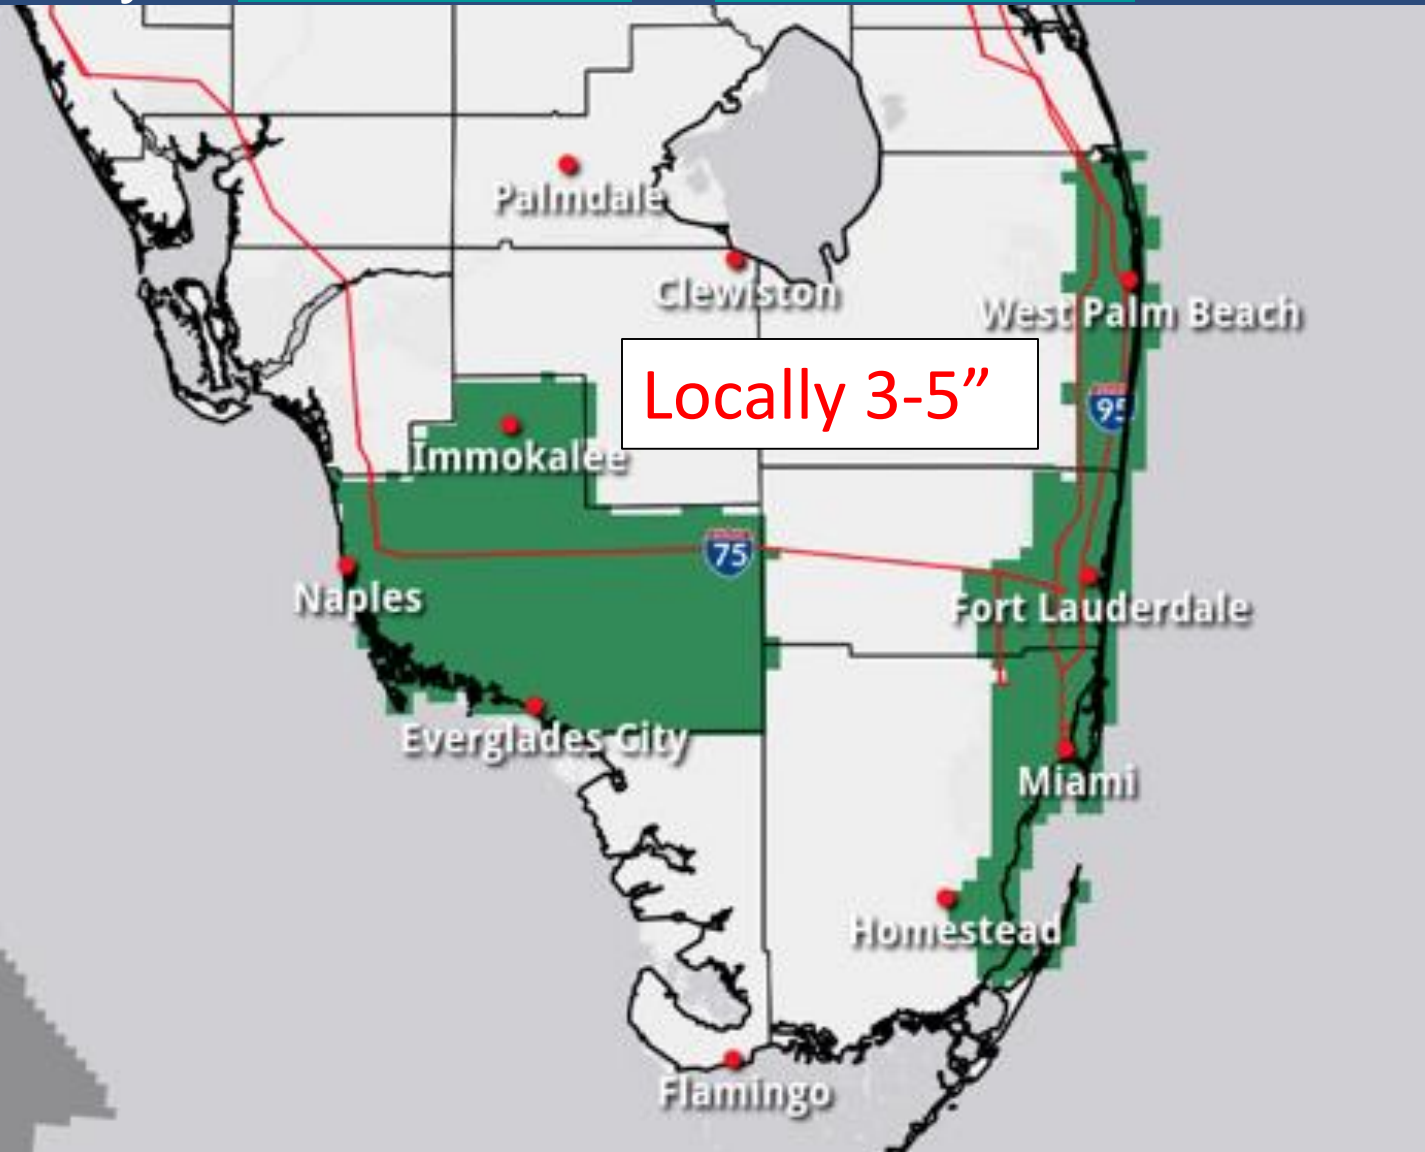 Palmdale
Clewiston
West Palm Beach
Locally 3-5”
95
Immokalee
75
Naples
Fort Lauderdale
Everglades City
Miami
Homestead
Flamingo